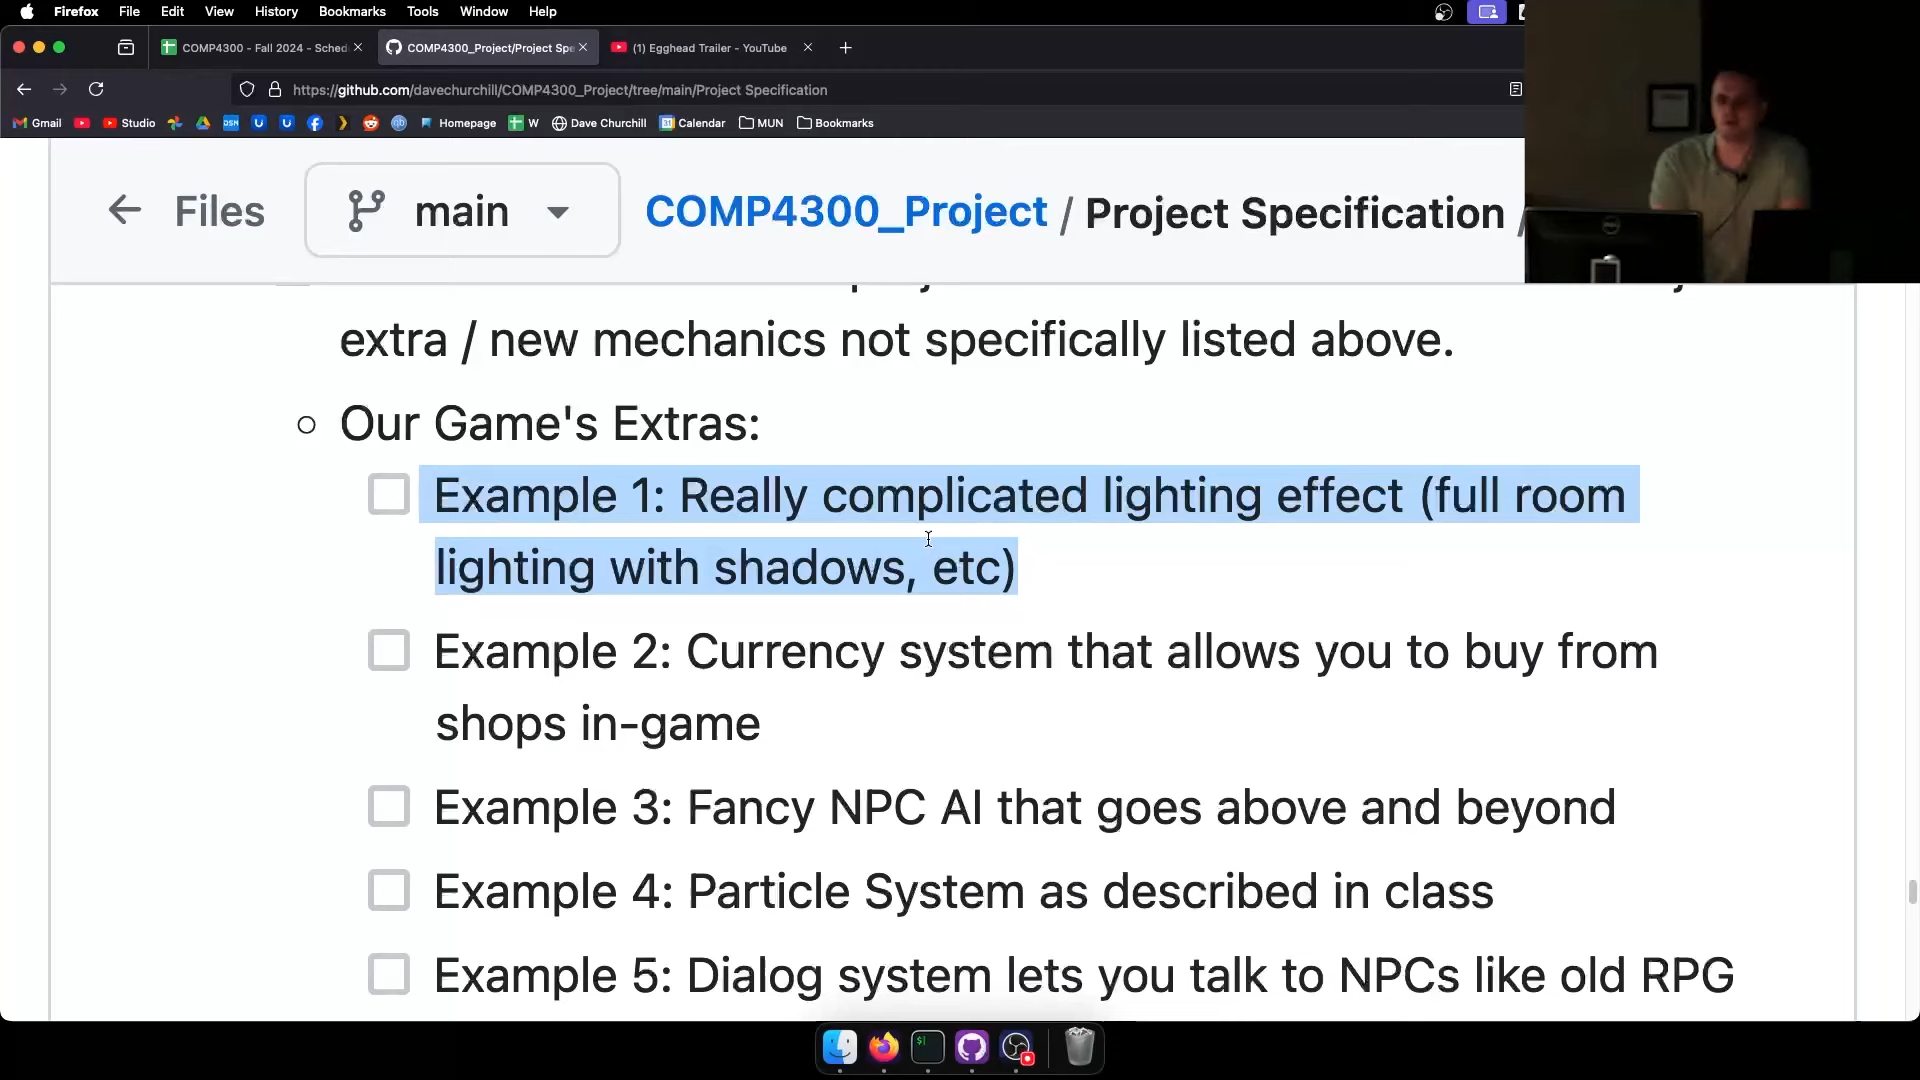 Firefox File Edit View History Bookmarks Tools Window Help
COMP4300 - Fall 2024 - Sched
COMP4300_Project/Project Spe
(1) Egghead Trailer - YouTube
https://github.com/davechurchill/COMP4300_Project/tree/main/Project Specification
Gmail Studio DSM Homepage W Dave Churchill Calendar MUN Bookmarks
Files main COMP4300_Project / Project Specification /
extra / new mechanics not specifically listed above.
Our Game's Extras:
Example 1: Really complicated lighting effect (full room
lighting with shadows, etc)
Example 2: Currency system that allows you to buy from
shops in-game
Example 3: Fancy NPC AI that goes above and beyond
Example 4: Particle System as described in class
Example 5: Dialog system lets you talk to NPCs like old RPG